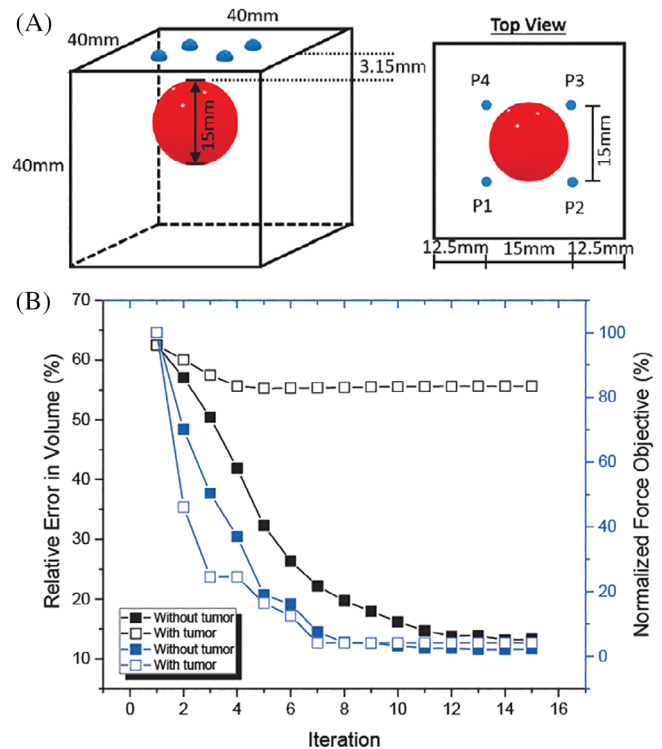 (A)
40mm
40mm
3.15mm
15mm
40mm
Top View
P4
P3
15mm
P1
P2
12.5mm
15mm
12.5mm
(B)
70
60
50
40
30
20
10
Relative Error in Volume (%)
100
80
60
40
20
0
Normalized Force Objective (%)
Without tumor
With tumor
Without tumor
With tumor
0 2 4 6 8 10 12 14 16
Iteration